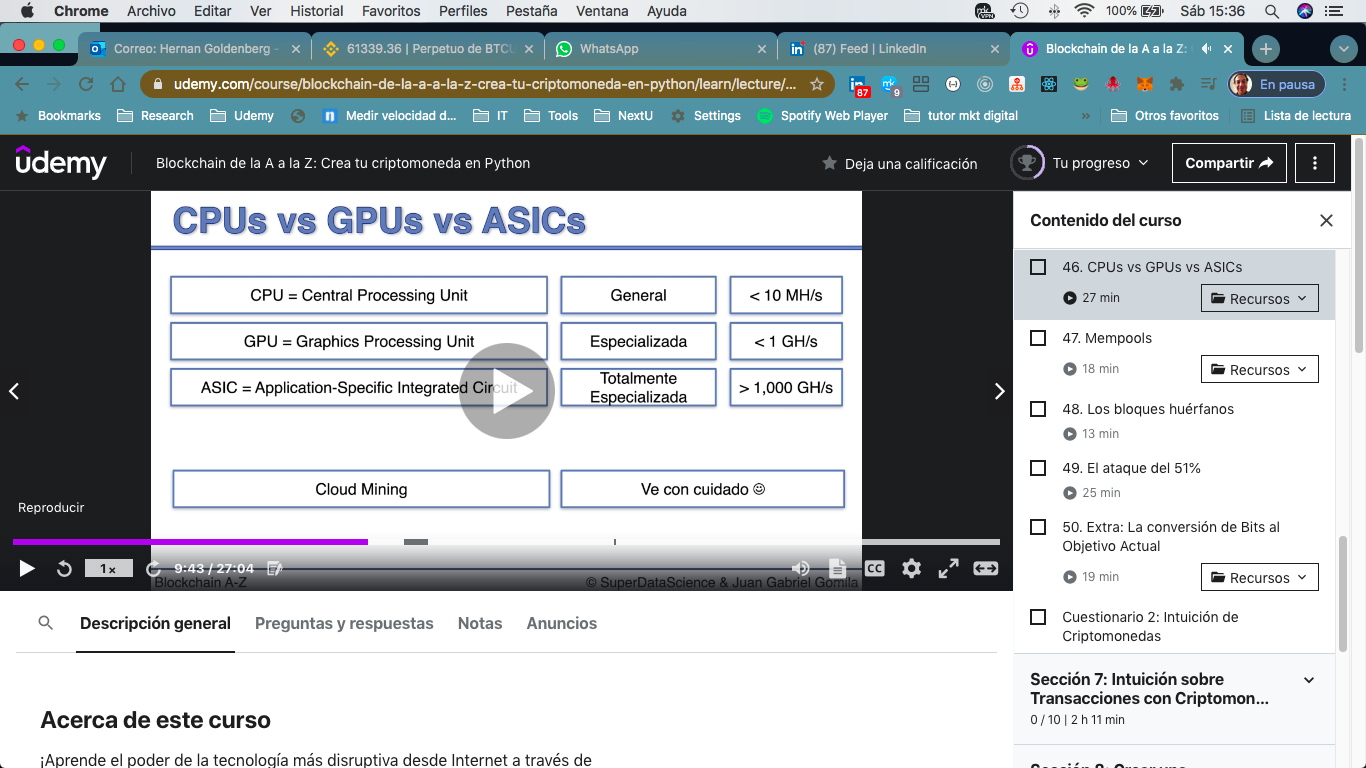 Chrome Archivo Editar Ver Historial Favoritos Perfiles Pestaña Ventana Ayuda 100% Sáb 15:36
Correo: Hernan Goldenberg - 61339.36 | Perpetuo de BTCU WhatsApp (87) Feed | LinkedIn Blockchain de la A a la Z:
udemy.com/course/blockchain-de-la-a-a-la-z-crea-tu-criptomoneda-en-python/learn/lecture/... 87 9 En pausa
Bookmarks Research Udemy Medir velocidad d... IT Tools NextU Settings Spotify Web Player tutor mkt digital » Otros favoritos Lista de lectura
udemy Blockchain de la A a la Z: Crea tu criptomoneda en Python Deja una calificación Tu progreso Compartir
CPUs vs GPUs vs ASICs
CPU = Central Processing Unit General < 10 MH/s
GPU = Graphics Processing Unit Especializada < 1 GH/s
ASIC = Application-Specific Integrated Circuit Totalmente Especializada > 1,000 GH/s
Cloud Mining Ve con cuidado ☺
Reproducir
1x 9:43 / 27:04 CC
Blockchain A-Z © SuperDataScience & Juan Gabriel Gomila
Contenido del curso
46. CPUs vs GPUs vs ASICs
27 min Recursos
47. Mempools
18 min Recursos
48. Los bloques huérfanos
13 min
49. El ataque del 51%
25 min
50. Extra: La conversión de Bits al
Objetivo Actual
19 min Recursos
Cuestionario 2: Intuición de
Criptomonedas
Sección 7: Intuición sobre
Transacciones con Criptomon...
0 / 10 | 2 h 11 min
Descripción general Preguntas y respuestas Notas Anuncios
Acerca de este curso
¡Aprende el poder de la tecnología más disruptiva desde Internet a través de